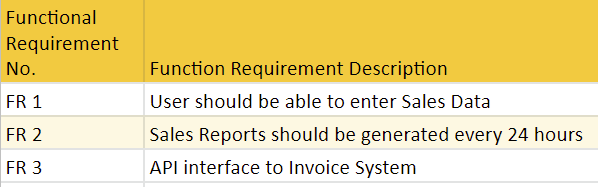 Functional
Requirement
No.
Function Requirement Description
FR 1 User should be able to enter Sales Data
FR 2 Sales Reports should be generated every 24 hours
FR 3 API interface to Invoice System